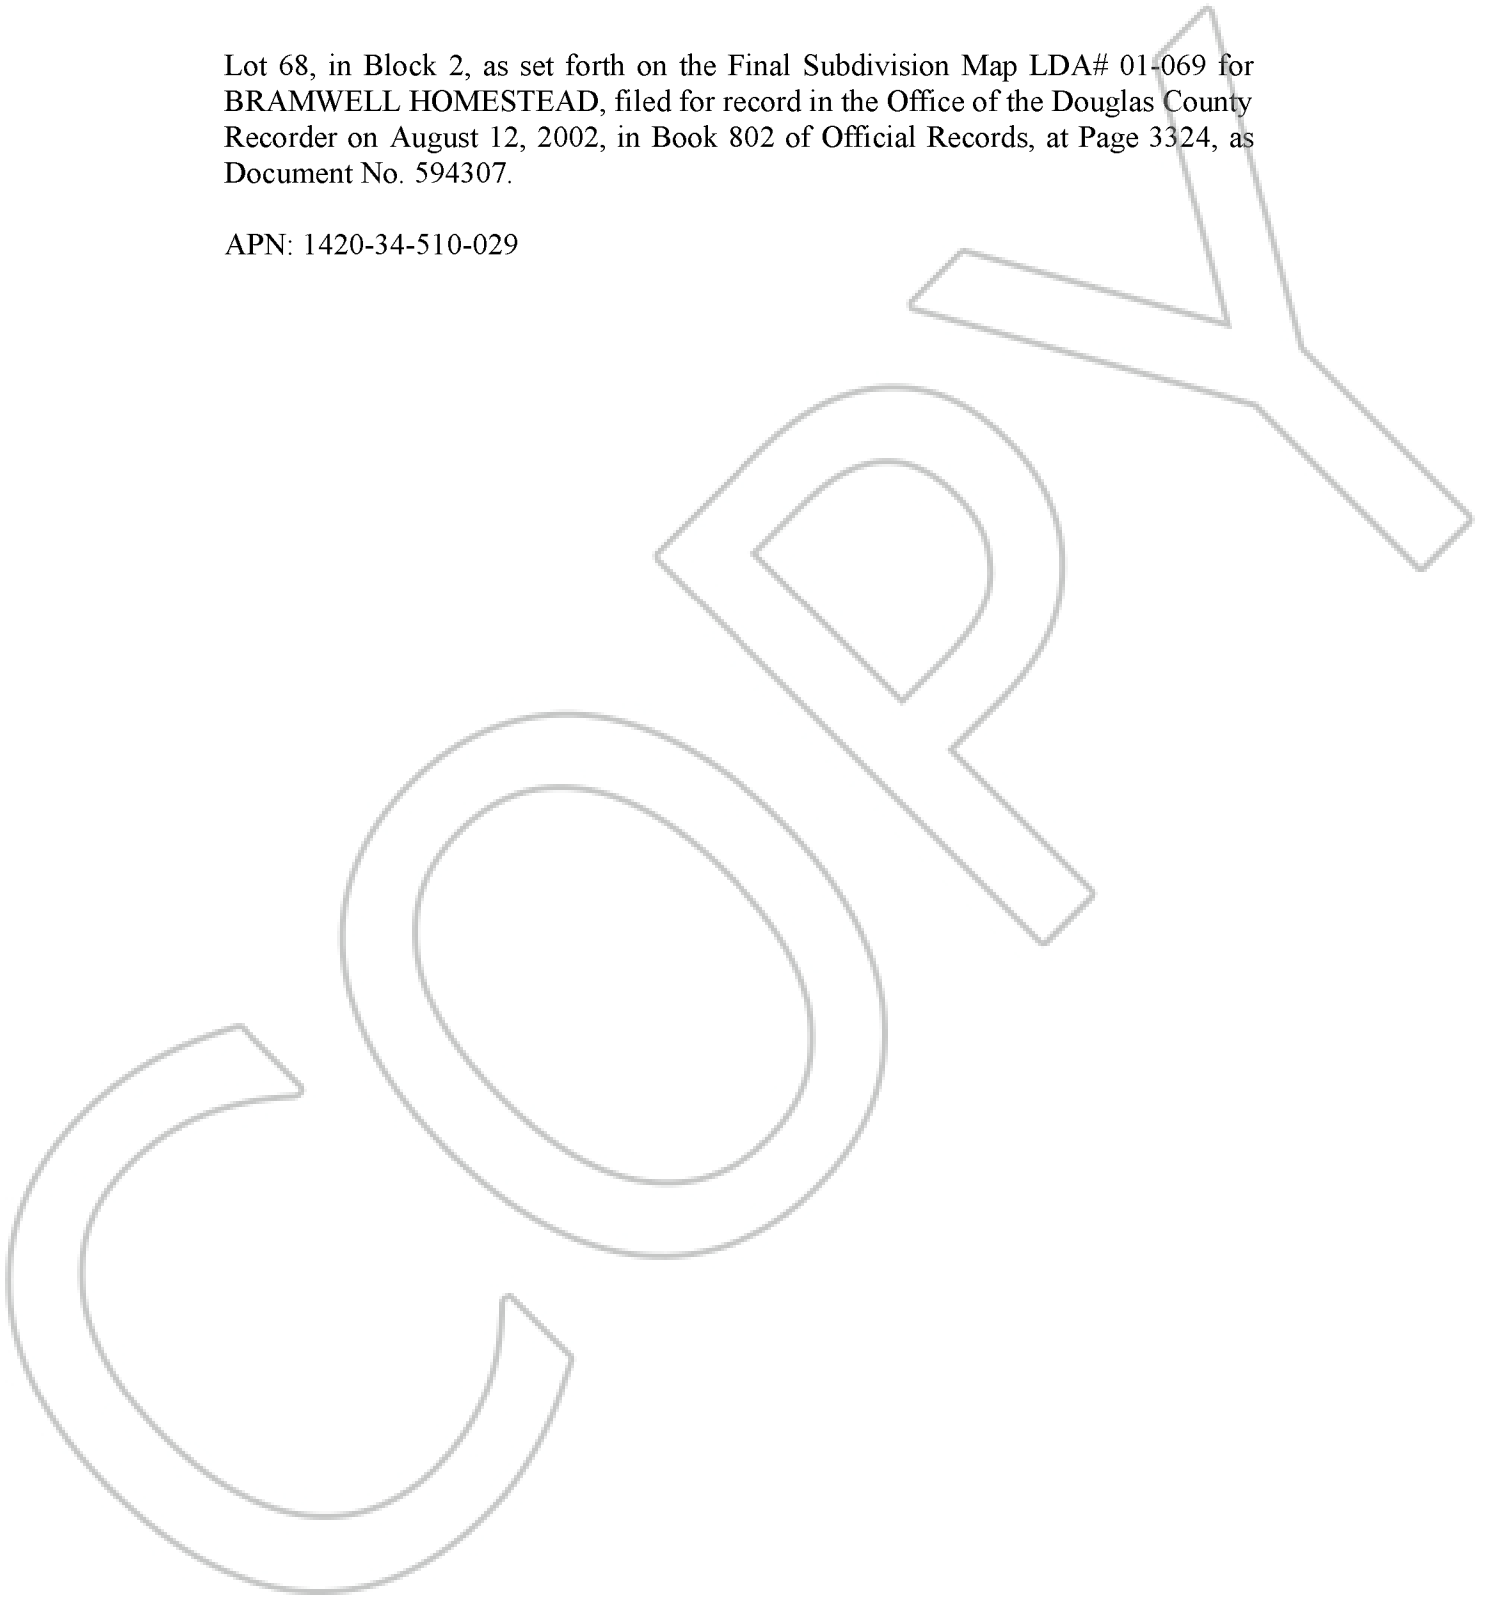 Lot 68, in Block 2, as set forth on the Final Subdivision Map LDA# 01-069 for
BRAMWELL HOMESTEAD, filed for record in the Office of the Douglas County
Recorder on August 12, 2002, in Book 802 of Official Records, at Page 3324, as
Document No. 594307.
APN: 1420-34-510-029
COPY